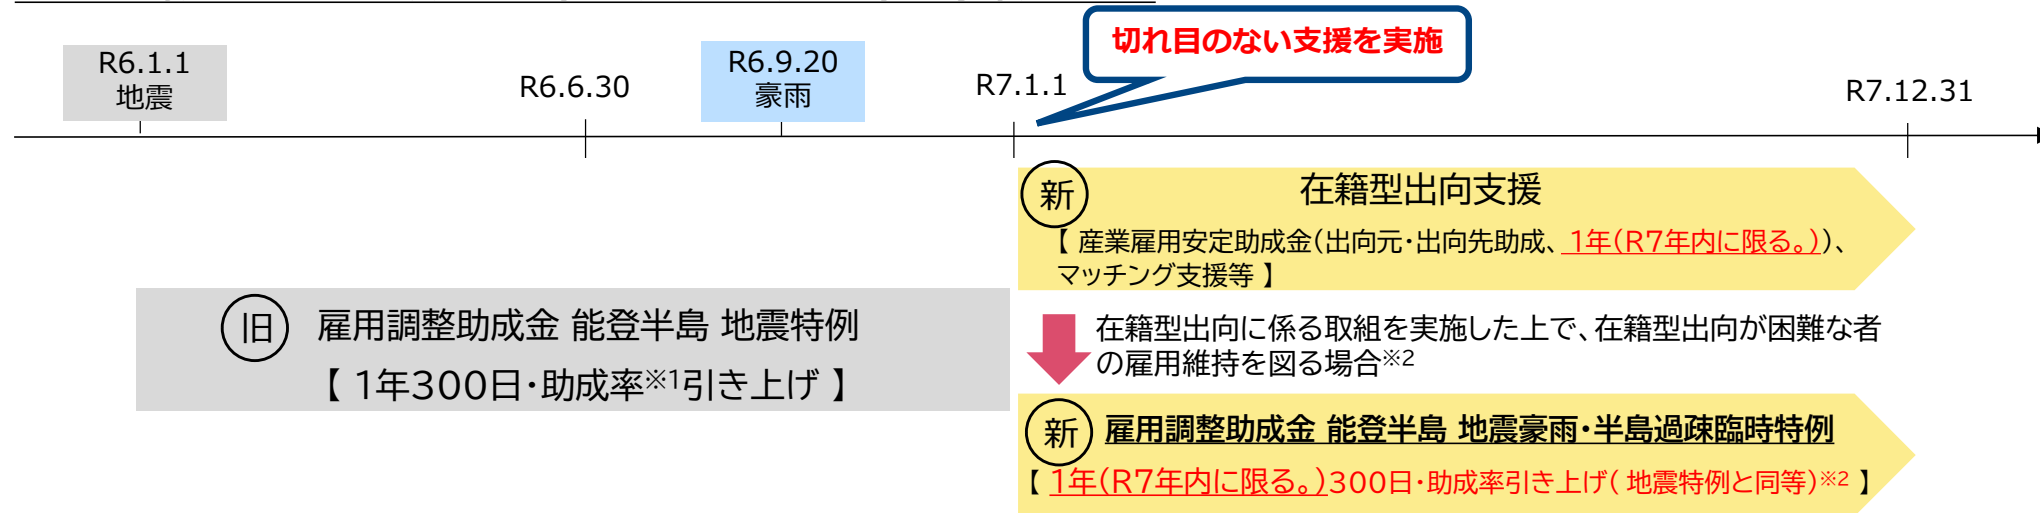 切れ目のない支援を実施
R6.1.1
地震
R6.6.30
R6.9.20
豪雨
R7.1.1
R7.12.31
新 在籍型出向支援
【 産業雇用安定助成金(出向元・出向先助成、 1年(R7年内に限る。))、
マッチング支援等 】
旧 雇用調整助成金 能登半島 地震特例
【 1年300日・助成率※1引き上げ 】
在籍型出向に係る取組を実施した上で、在籍型出向が困難な者
の雇用維持を図る場合※2
新 雇用調整助成金 能登半島 地震豪雨・半島過疎臨時特例
【 1年(R7年内に限る。)300日・助成率引き上げ( 地震特例と同等)※2 】